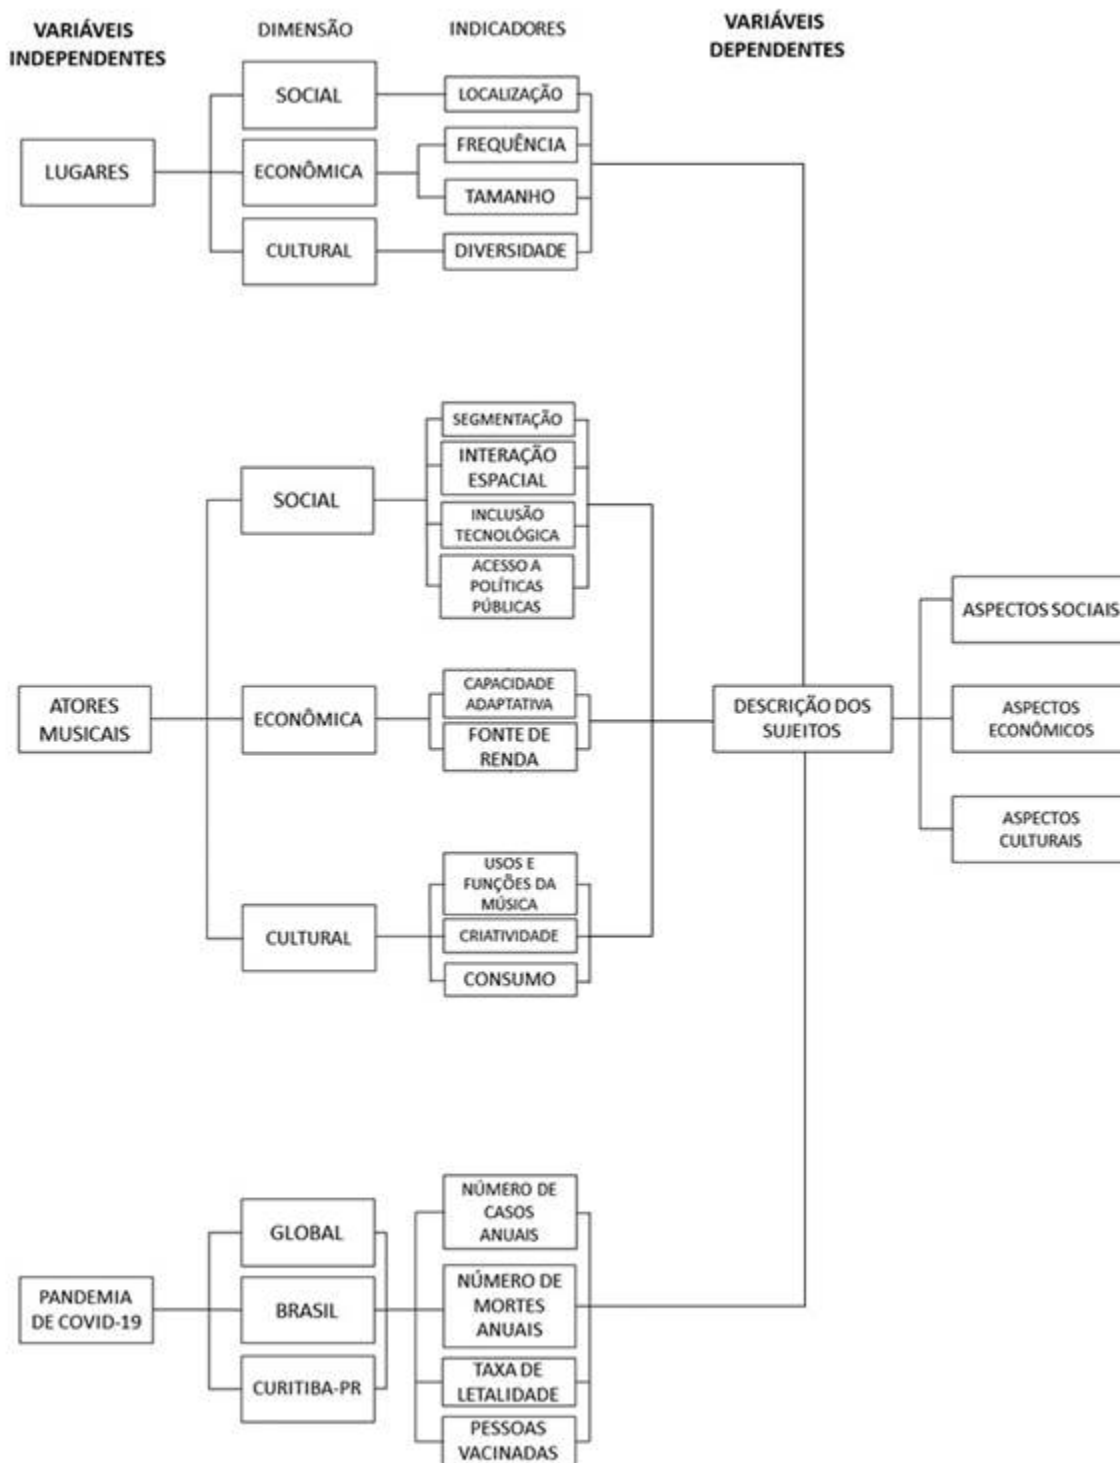 VARIÁVEIS
INDEPENDENTES
DIMENSÃO
INDICADORES
VARIÁVEIS
DEPENDENTES
LUGARES
SOCIAL
LOCALIZAÇÃO
ECONÔMICA
FREQUÊNCIA
TAMANHO
CULTURAL
DIVERSIDADE
ATORES
MUSICAIS
SOCIAL
SEGMENTAÇÃO
INTERAÇÃO
ESPACIAL
INCLUSÃO
TECNOLÓGICA
ACESSO A
POLÍTICAS
PÚBLICAS
ECONÔMICA
CAPACIDADE
ADAPTATIVA
FONTE DE
RENDA
CULTURAL
USOS E
FUNÇÕES DA
MÚSICA
CRIATIVIDADE
CONSUMO
DESCRIÇÃO DOS
SUJEITOS
ASPECTOS SOCIAIS
ASPECTOS
ECONÔMICOS
ASPECTOS
CULTURAIS
PANDEMIA
DE COVID-19
GLOBAL
BRASIL
CURITIBA-PR
NÚMERO DE
CASOS
ANUAIS
NÚMERO DE
MORTES
ANUAIS
TAXA DE
LETALIDADE
PESSOAS
VACINADAS